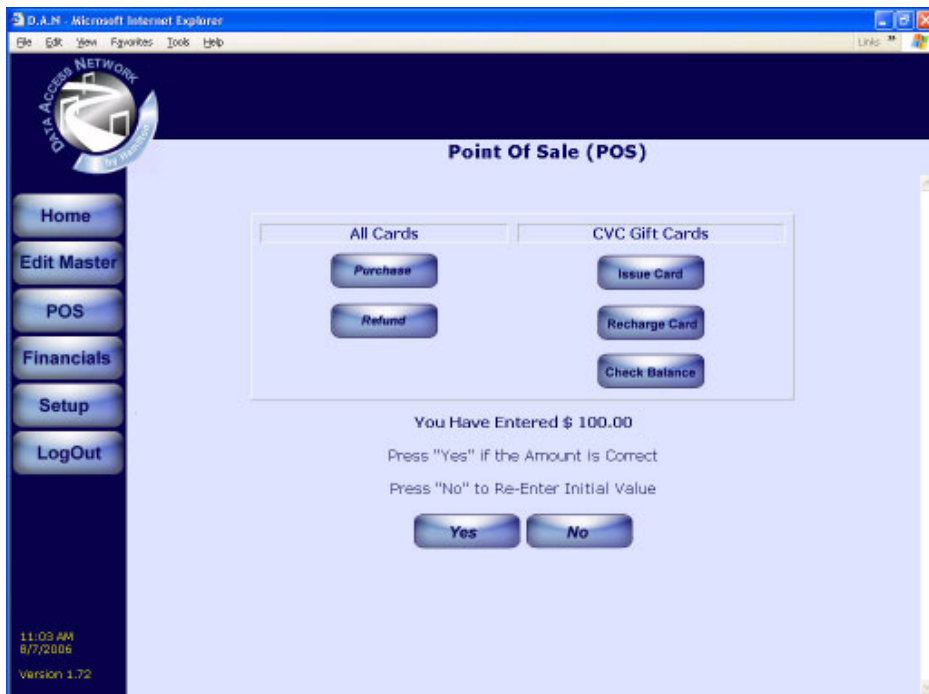 D.A.N - Microsoft Internet Explorer
File Edit View Favorites Tools Help
Links »
DATA ACCESS NETWORK
by Hamilton
Point Of Sale (POS)
Home
Edit Master
POS
Financials
Setup
LogOut
All Cards
CVC Gift Cards
Purchase
Issue Card
Refund
Recharge Card
Check Balance
You Have Entered $ 100.00
Press "Yes" if the Amount is Correct
Press "No" to Re-Enter Initial Value
Yes
No
11:03 AM
8/7/2006
Version 1.72